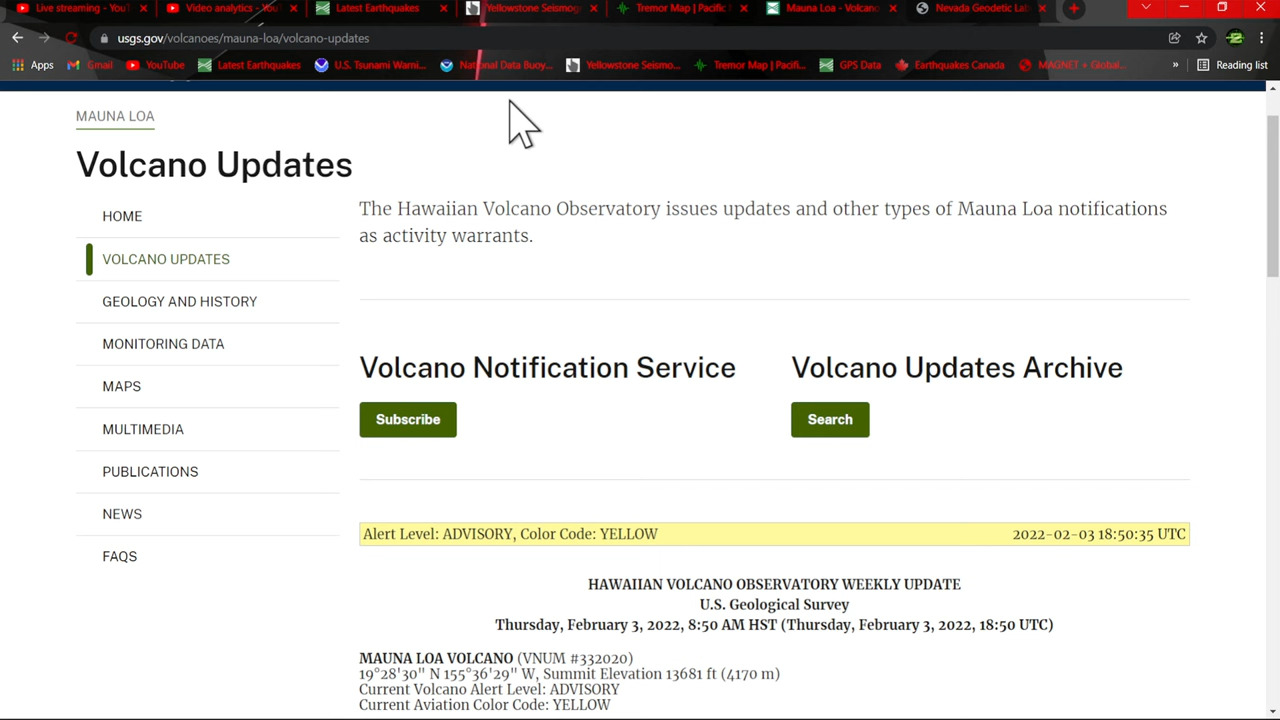 Live streaming - YouT
Video analytics - You
Latest Earthquakes
Yellowstone Seismog
Tremor Map | Pacific
Mauna Loa - Volcano
Nevada Geodetic Lab
usgs.gov/volcanoes/mauna-loa/volcano-updates
Apps
Gmail
YouTube
Latest Earthquakes
U.S. Tsunami Warni...
National Data Buoy...
Yellowstone Seismo...
Tremor Map | Pacifi...
GPS Data
Earthquakes Canada
MAGNET + Global...
»
Reading list
MAUNA LOA
Volcano Updates
HOME
VOLCANO UPDATES
GEOLOGY AND HISTORY
MONITORING DATA
MAPS
MULTIMEDIA
PUBLICATIONS
NEWS
FAQS
The Hawaiian Volcano Observatory issues updates and other types of Mauna Loa notifications
as activity warrants.
Volcano Notification Service
Subscribe
Volcano Updates Archive
Search
Alert Level: ADVISORY, Color Code: YELLOW
2022-02-03 18:50:35 UTC
HAWAIIAN VOLCANO OBSERVATORY WEEKLY UPDATE
U.S. Geological Survey
Thursday, February 3, 2022, 8:50 AM HST (Thursday, February 3, 2022, 18:50 UTC)
MAUNA LOA VOLCANO (VNUM #332020)
19°28'30" N 155°36'29" W, Summit Elevation 13681 ft (4170 m)
Current Volcano Alert Level: ADVISORY
Current Aviation Color Code: YELLOW